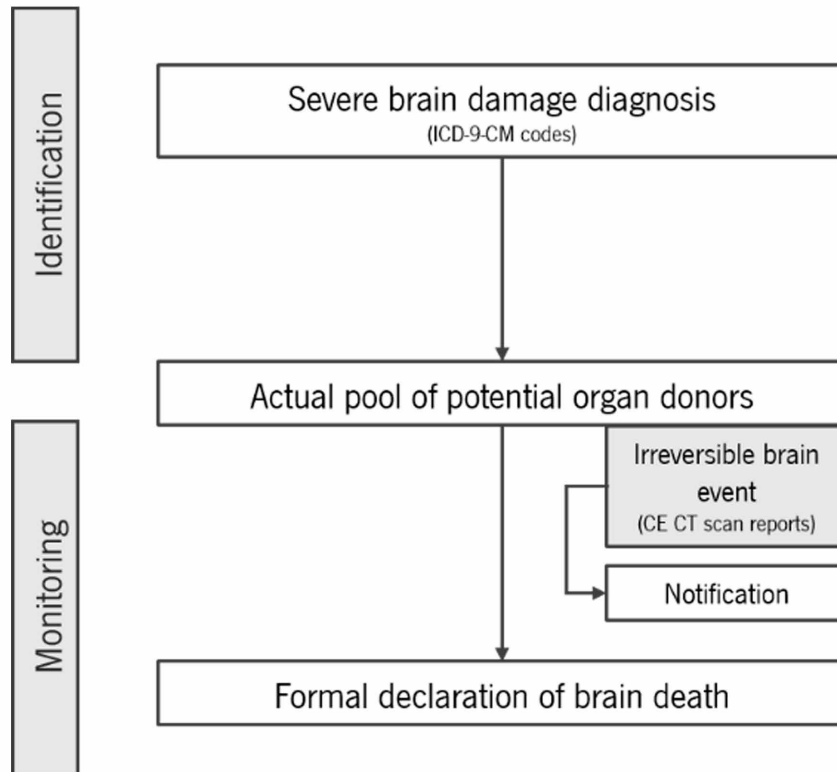 Identification
Severe brain damage diagnosis
(ICD-9-CM codes)
Actual pool of potential organ donors
Monitoring
Irreversible brain
event
(CE CT scan reports)
Notification
Formal declaration of brain death